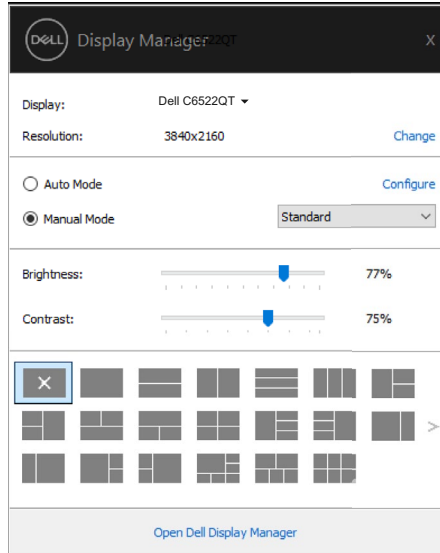 DELL Display Manager X
Display: Dell C6522QT
Resolution: 3840x2160 Change
Auto Mode Configure
Manual Mode Standard
Brightness: 77%
Contrast: 75%
Open Dell Display Manager